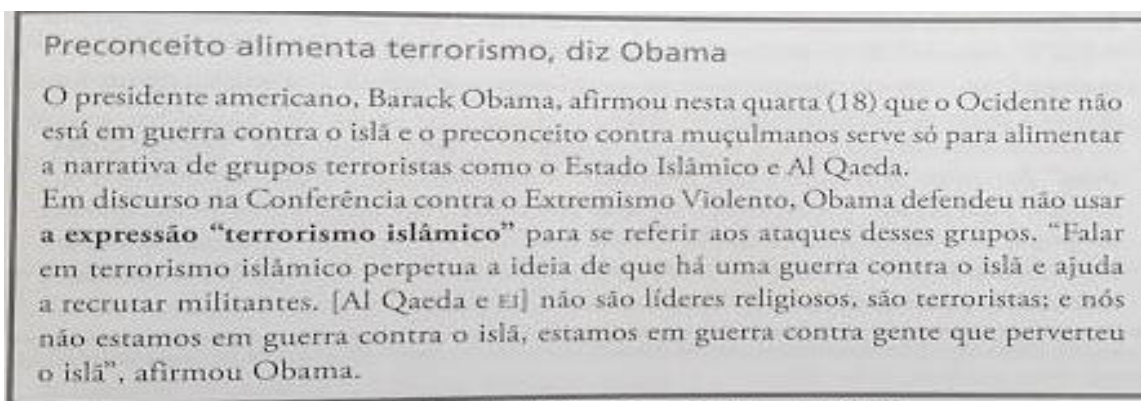 Preconceito alimenta terrorismo, diz Obama
O presidente americano, Barack Obama, afirmou nesta quarta (18) que o Ocidente não
está em guerra contra o islã e o preconceito contra muçulmanos serve só para alimentar
a narrativa de grupos terroristas como o Estado Islâmico e Al Qaeda.
Em discurso na Conferência contra o Extremismo Violento, Obama defendeu não usar
a expressão “terrorismo islâmico” para se referir aos ataques desses grupos. “Falar
em terrorismo islâmico perpetua a ideia de que há uma guerra contra o islã e ajuda
a recrutar militantes. [Al Qaeda e EI] não são líderes religiosos, são terroristas; e nós
não estamos em guerra contra o islã, estamos em guerra contra gente que perverteu
o islã”, afirmou Obama.